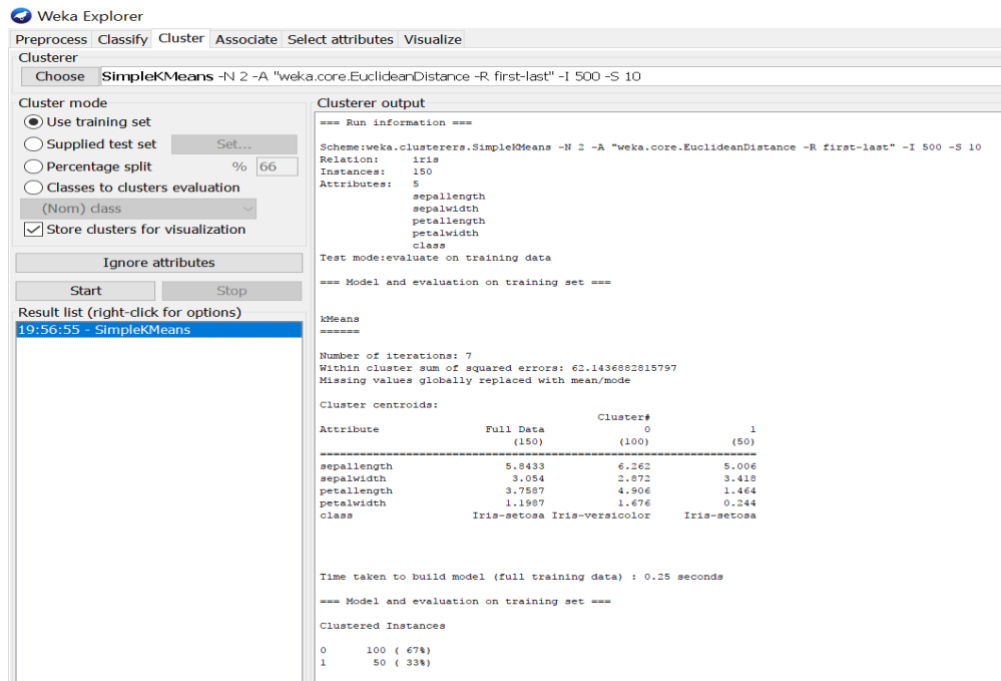 Weka Explorer
Preprocess Classify Cluster Associate Select attributes Visualize
Clusterer
Choose SimpleKMeans -N 2 -A "weka.core.EuclideanDistance -R first-last" -I 500 -S 10
Cluster mode
Use training set
Supplied test set Set...
Percentage split % 66
Classes to clusters evaluation
(Nom) class
Store clusters for visualization
Ignore attributes
Start Stop
Result list (right-click for options)
19:56:55 - SimpleKMeans
Clusterer output
=== Run information ===
Scheme:weka.clusterers.SimpleKMeans -N 2 -A "weka.core.EuclideanDistance -R first-last" -I 500 -S 10
Relation: iris
Instances: 150
Attributes: 5
sepallength
sepalwidth
petallength
petalwidth
class
Test mode:evaluate on training data
=== Model and evaluation on training set ===
kMeans
======
Number of iterations: 7
Within cluster sum of squared errors: 62.1436882815797
Missing values globally replaced with mean/mode
Cluster centroids:
Cluster#
Attribute Full Data 0 1
(150) (100) (50)
==================================================================
sepallength 5.8433 6.262 5.006
sepalwidth 3.054 2.872 3.418
petallength 3.7587 4.906 1.464
petalwidth 1.1987 1.676 0.244
class Iris-setosa Iris-versicolor Iris-setosa
Time taken to build model (full training data) : 0.25 seconds
=== Model and evaluation on training set ===
Clustered Instances
0 100 ( 67%)
1 50 ( 33%)